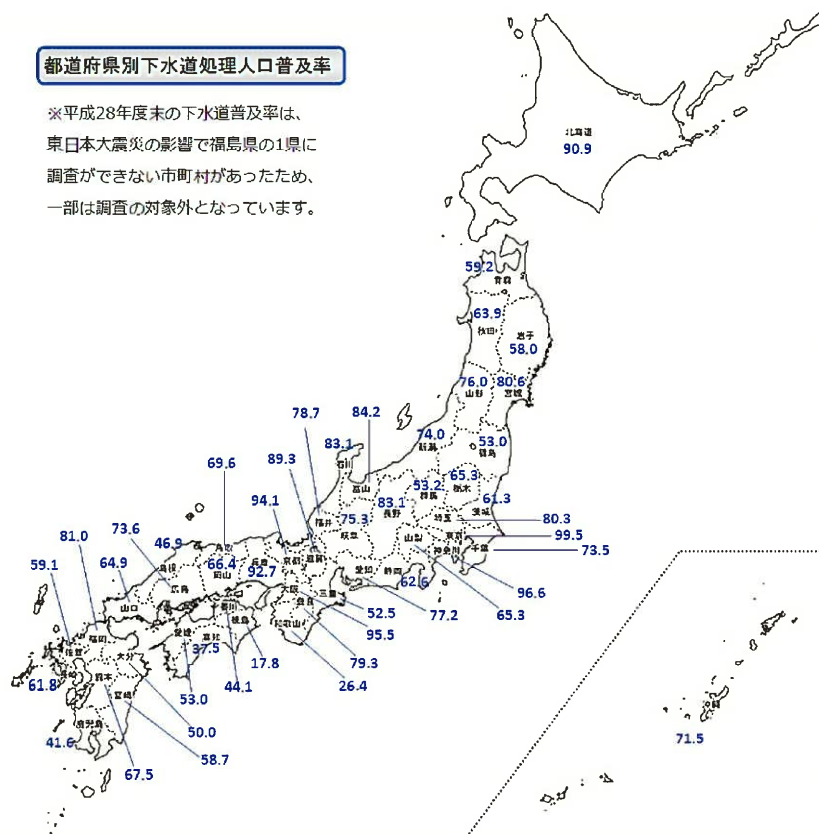 都道府県別下水道処理人口普及率
※平成28年度末の下水道普及率は、
東日本大震災の影響で福島県の1県に
調査ができない市町村があったため、
一部は調査の対象外となっています。
北海道
90.9
59.2
青森
63.9
秋田
岩手
58.0
76.0
山形
80.6
宮城
78.7
84.2
74.0
新潟
53.0
福島
83.1
石川
69.6
89.3
富山
53.2
群馬
65.3
栃木
83.1
長野
61.3
茨城
94.1
福井
75.3
岐阜
埼玉
80.3
73.6
81.0
46.9
鳥取
東京
99.5
山梨
千葉
73.5
59.1
64.9
島根
66.4
岡山
兵庫
92.7
京都
滋賀
愛知
静岡
62.6
神奈川
96.6
65.3
77.2
広島
山口
香川
大阪
奈良
三重
52.5
95.5
福岡
佐賀
大分
愛媛
高知
37.5
徳島
和歌山
79.3
17.8
26.4
61.8
長崎
熊本
宮崎
53.0
44.1
50.0
41.6
鹿児島
58.7
67.5
沖縄
71.5